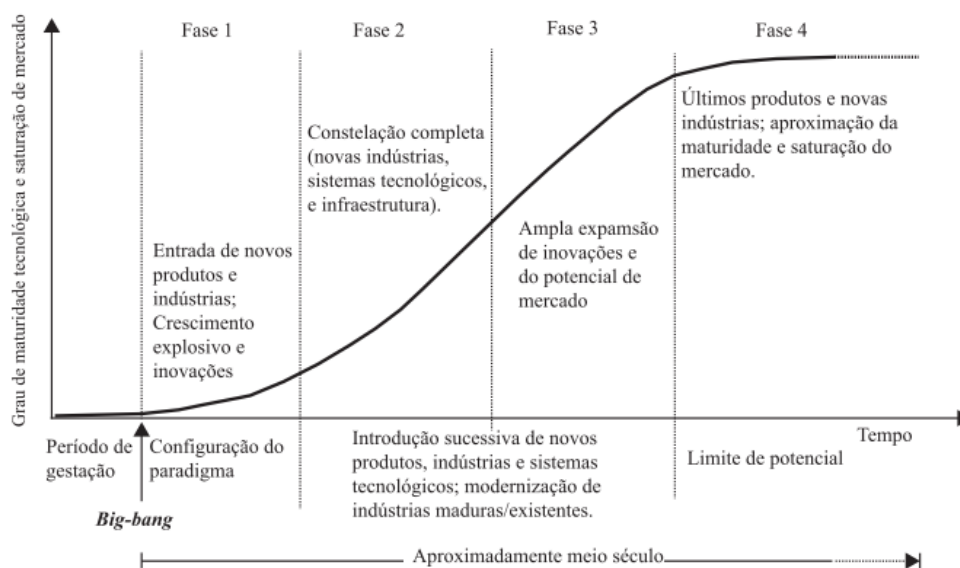 Grau de maturidade tecnológica e saturação de mercado
Fase 1
Fase 2
Fase 3
Fase 4
Entrada de novos
produtos e
indústrias;
Crescimento
explosivo e
inovações
Constelação completa
(novas indústrias,
sistemas tecnológicos,
e infraestrutura).
Ampla expamsão
de inovações e
do potencial de
mercado
Últimos produtos e novas
indústrias; aproximação da
maturidade e saturação do
mercado.
Tempo
Período de
gestação
Configuração do
paradigma
Introdução sucessiva de novos
produtos, indústrias e sistemas
tecnológicos; modernização de
indústrias maduras/existentes.
Limite de potencial
Big-bang
Aproximadamente meio século